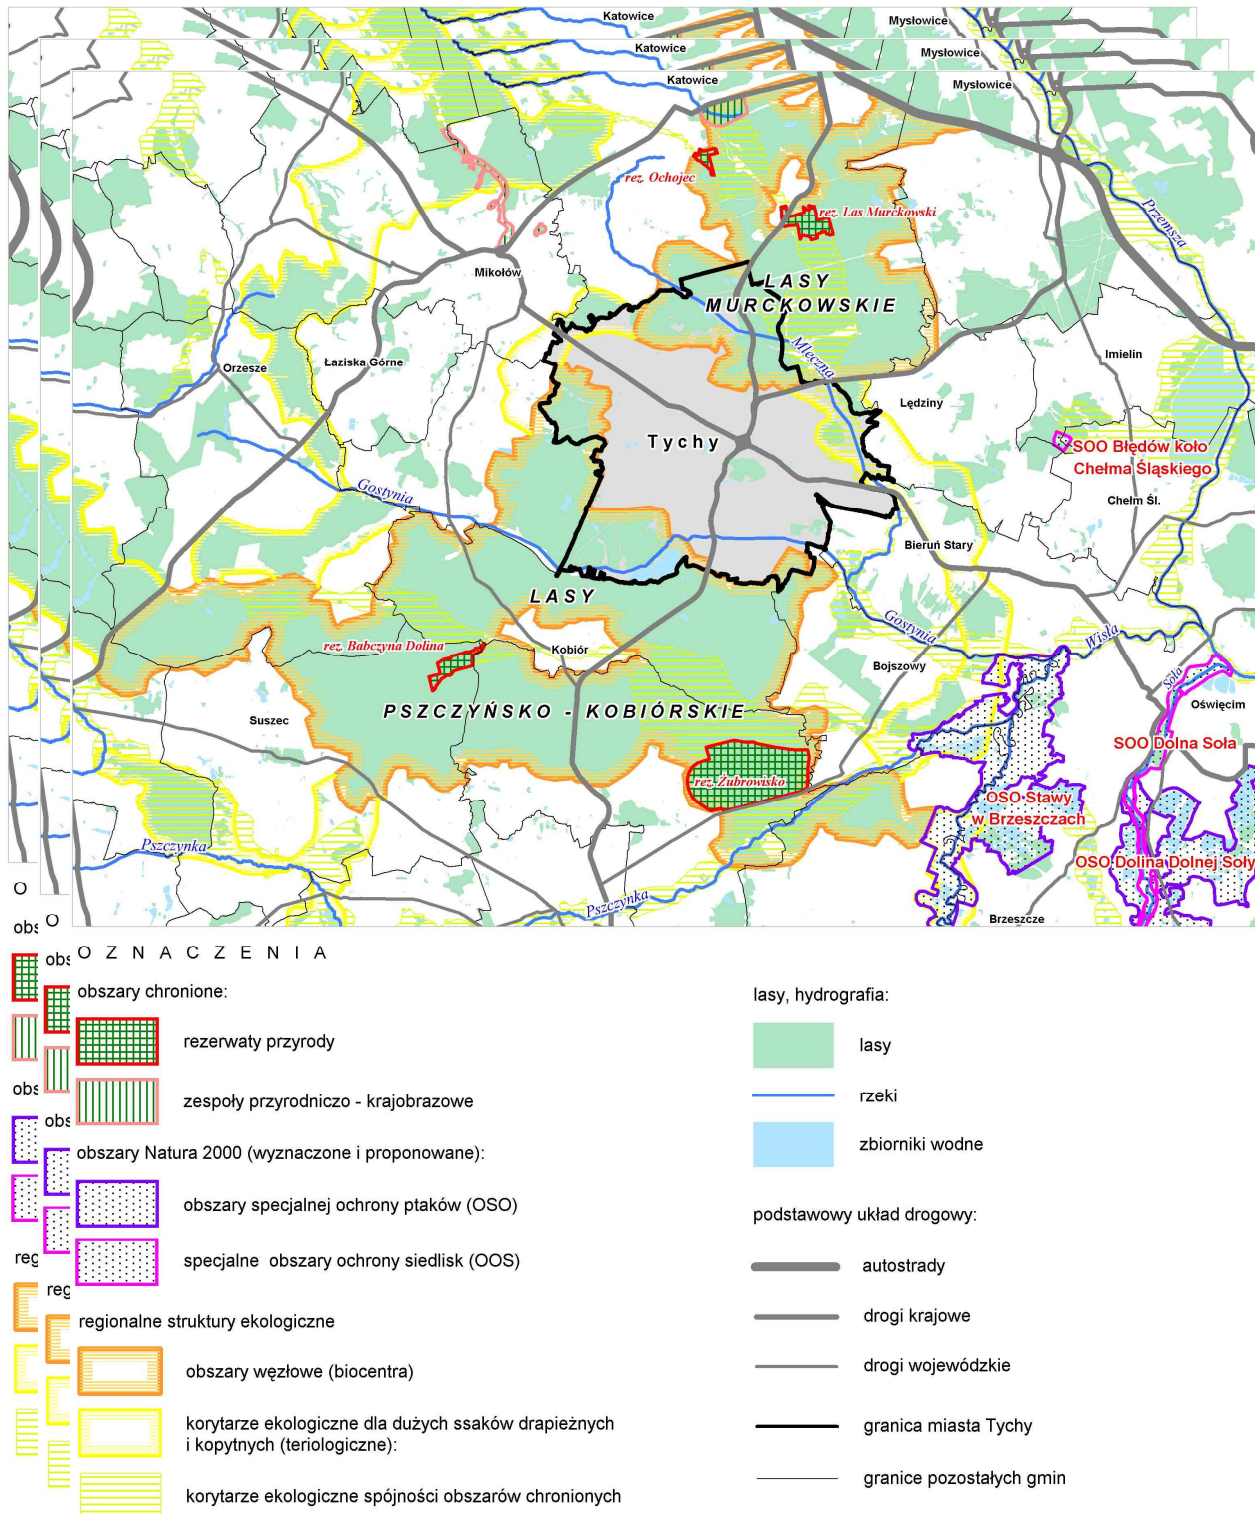 Katowice
Mysłowice
Katowice
Mysłowice
Katowice
Mysłowice
rez. Ochojec
rez. Las Murckowski
Przemsza
Mikołów
LASY
MURCKOWSKIE
Mleczna
Orzesze
Łaziska Górne
Imielin
Lędziny
Tychy
SOO Błędów koło
Chełma Śląskiego
Gostynia
Chełm Śl.
Bieruń Stary
LASY
Gostynia
Wisła
rez. Babczyna Dolina
Kobiór
Bojszowy
Soła
Suszec
PSZCZYŃSKO - KOBIÓRSKIE
Oświęcim
SOO Dolna Soła
rez. Żubrowisko
OSO Stawy
w Brzeszczach
Pszczynka
OSO Dolina Dolnej Soły
Pszczynka
Brzeszcze
O
O
obs
obs
O Z N A C Z E N I A
obszary chronione:
rezerwaty przyrody
zespoły przyrodniczo - krajobrazowe
obs
obs
obszary Natura 2000 (wyznaczone i proponowane):
obszary specjalnej ochrony ptaków (OSO)
specjalne obszary ochrony siedlisk (OOS)
reg
reg
regionalne struktury ekologiczne
obszary węzłowe (biocentra)
korytarze ekologiczne dla dużych ssaków drapieżnych
i kopytnych (teriologiczne):
korytarze ekologiczne spójności obszarów chronionych
lasy, hydrografia:
lasy
rzeki
zbiorniki wodne
podstawowy układ drogowy:
autostrady
drogi krajowe
drogi wojewódzkie
granica miasta Tychy
granice pozostałych gmin